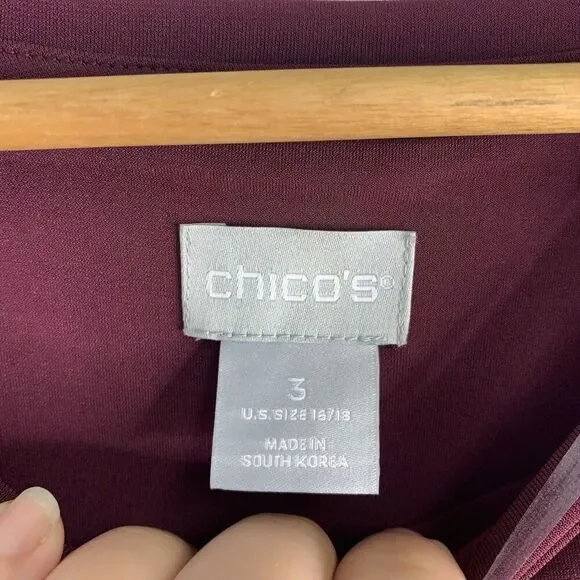 chico's®
3
U.S. SIZE 16/18
MADE IN
SOUTH KOREA